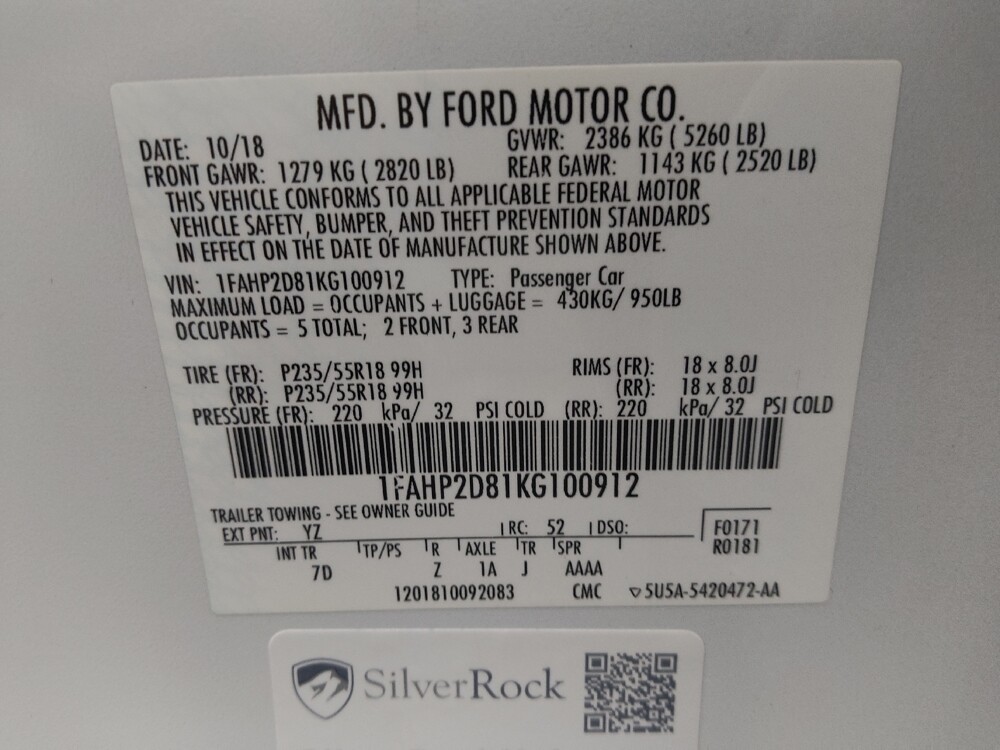 MFD. BY FORD MOTOR CO.
DATE: 10/18 GVWR: 2386 KG ( 5260 LB)
FRONT GAWR: 1279 KG ( 2820 LB) REAR GAWR: 1143 KG ( 2520 LB)
THIS VEHICLE CONFORMS TO ALL APPLICABLE FEDERAL MOTOR
VEHICLE SAFETY, BUMPER, AND THEFT PREVENTION STANDARDS
IN EFFECT ON THE DATE OF MANUFACTURE SHOWN ABOVE.
VIN: 1FAHP2D81KG100912 TYPE: Passenger Car
MAXIMUM LOAD = OCCUPANTS + LUGGAGE = 430KG/ 950LB
OCCUPANTS = 5 TOTAL; 2 FRONT, 3 REAR
TIRE (FR): P235/55R18 99H RIMS (FR): 18 x 8.0J
(RR): P235/55R18 99H (RR): 18 x 8.0J
PRESSURE (FR): 220 kPa/ 32 PSI COLD (RR): 220 kPa/ 32 PSI COLD
1FAHP2D81KG100912
TRAILER TOWING - SEE OWNER GUIDE
EXT PNT: YZ RC: 52 DSO: F0171
INT TR TP/PS R AXLE TR SPR R0181
7D Z 1A J AAAA
1201810092083 CMC ▽5U5A-5420472-AA
SilverRock